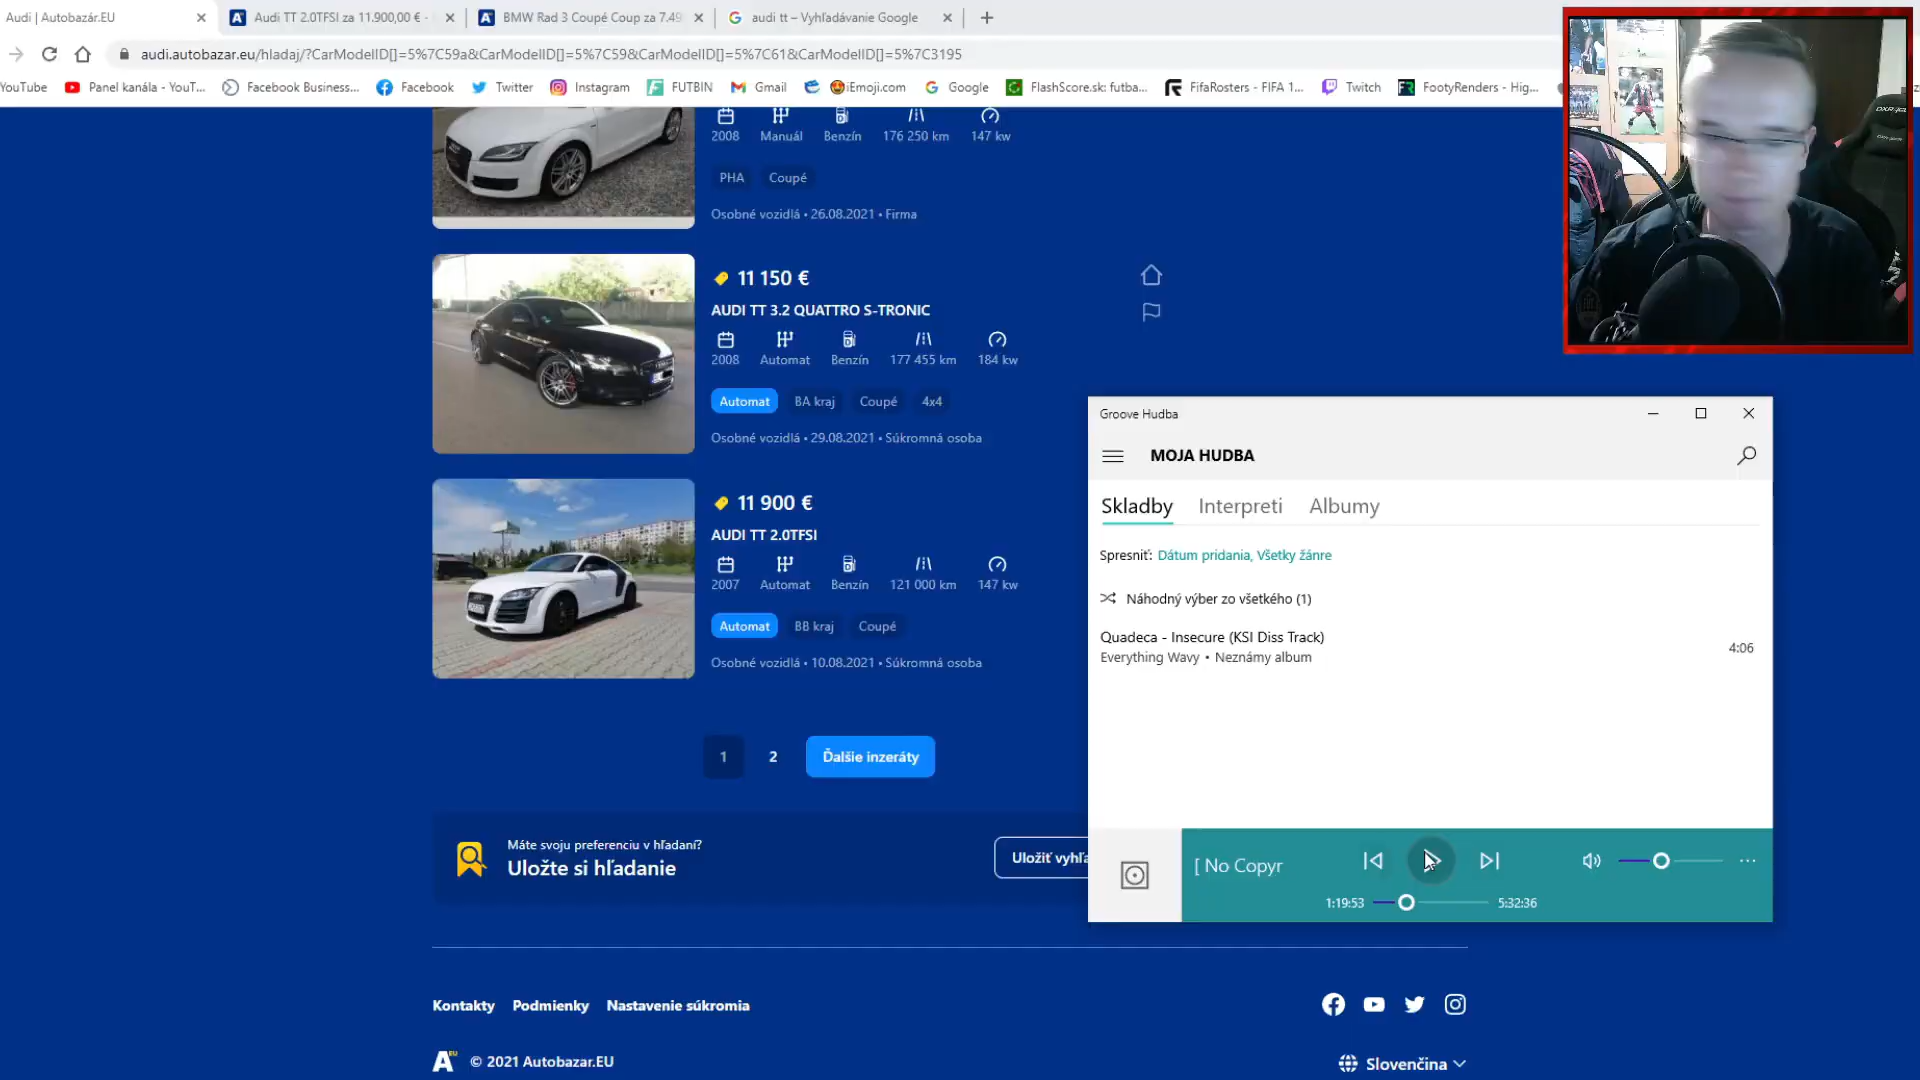 Audi | Autobazár.EU
Audi TT 2.0TFSI za 11.900,00 € -
BMW Rad 3 Coupé Coup za 7.49
audi tt – Vyhľadávanie Google
audi.autobazar.eu/hladaj/?CarModelID[]=5%7C59a&CarModelID[]=5%7C59&CarModelID[]=5%7C61&CarModelID[]=5%7C3195
YouTube
Panel kanála - YouT...
Facebook Business...
Facebook
Twitter
Instagram
FUTBIN
Gmail
iEmoji.com
Google
FlashScore.sk: futba...
FifaRosters - FIFA 1...
Twitch
FootyRenders - Hig...
2008
Manuál
Benzín
176 250 km
147 kw
PHA
Coupé
Osobné vozidlá • 26.08.2021 • Firma
11 150 €
AUDI TT 3.2 QUATTRO S-TRONIC
2008
Automat
Benzín
177 455 km
184 kw
Automat
BA kraj
Coupé
4x4
Osobné vozidlá • 29.08.2021 • Súkromná osoba
11 900 €
AUDI TT 2.0TFSI
2007
Automat
Benzín
121 000 km
147 kw
Automat
BB kraj
Coupé
Osobné vozidlá • 10.08.2021 • Súkromná osoba
1
2
Ďalšie inzeráty
Máte svoju preferenciu v hľadaní?
Uložte si hľadanie
Uložiť vyhľa
Groove Hudba
MOJA HUDBA
Skladby
Interpreti
Albumy
Spresniť: Dátum pridania, Všetky žánre
Náhodný výber zo všetkého (1)
Quadeca - Insecure (KSI Diss Track)
Everything Wavy • Neznámy album
4:06
[ No Copyr
1:19:53
5:32:36
Kontakty
Podmienky
Nastavenie súkromia
© 2021 Autobazar.EU
Slovenčina